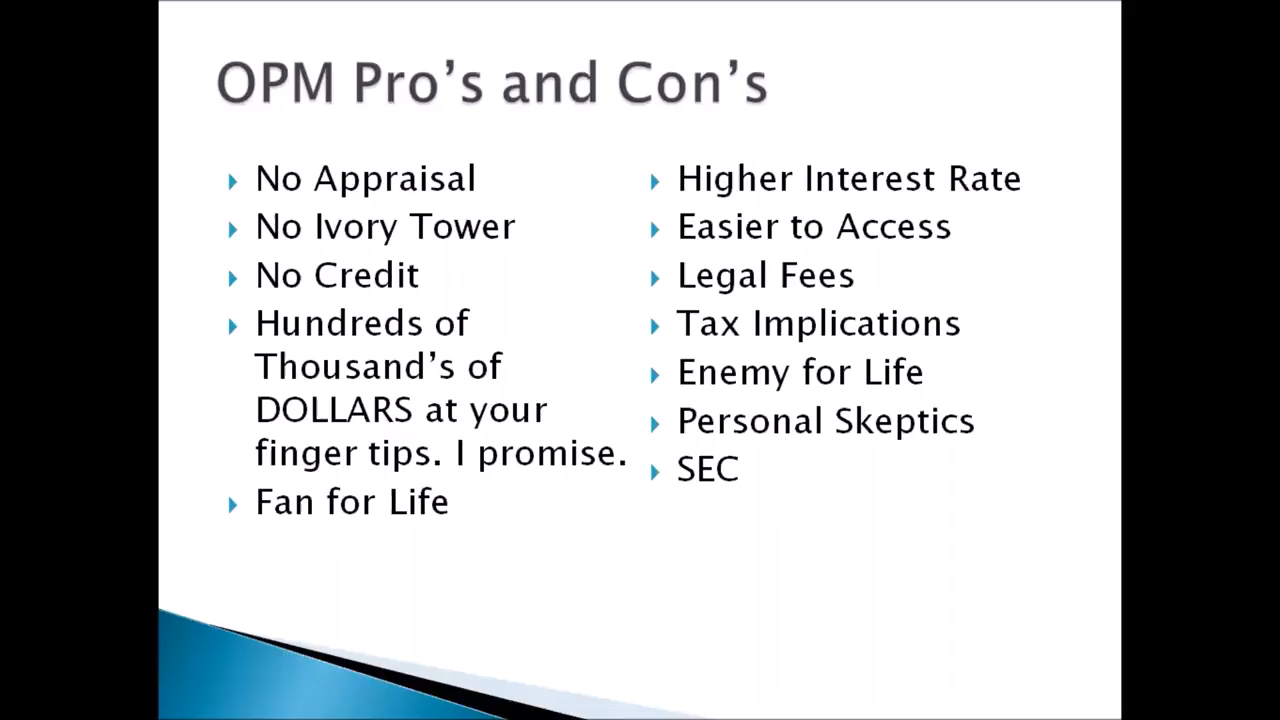 OPM Pro’s and Con’s
No Appraisal
No Ivory Tower
No Credit
Hundreds of
Thousand’s of
DOLLARS at your
finger tips. I promise.
Fan for Life
Higher Interest Rate
Easier to Access
Legal Fees
Tax Implications
Enemy for Life
Personal Skeptics
SEC